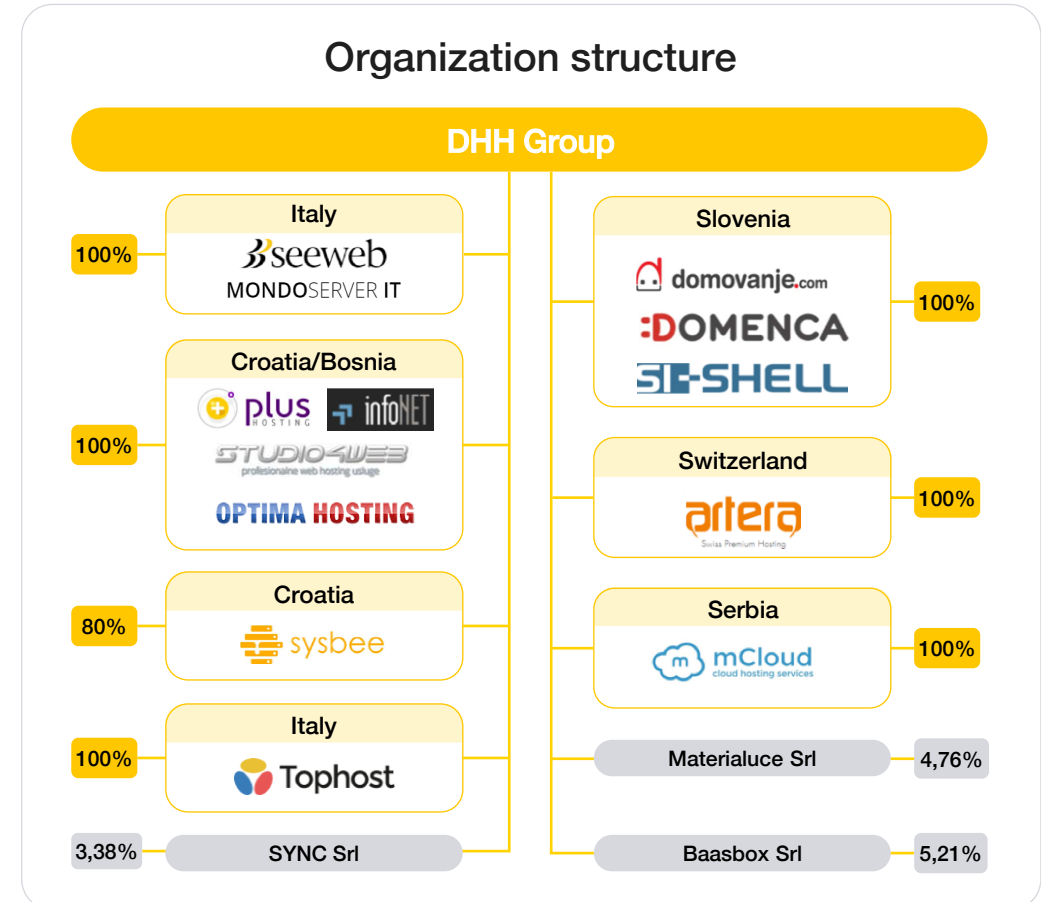 Organization structure
DHH Group
Italy
100%
seeweb
MONDOSERVER IT
Croatia/Bosnia
plus
HOSTING
infoNET
100%
STUDIO4WEB
profesionalne web hosting usluge
OPTIMA HOSTING
Croatia
80%
sysbee
Italy
100%
Tophost
3,38%
SYNC Srl
Slovenia
domovanje.com
100%
:DOMENCA
SI-SHELL
Switzerland
100%
artera
Swiss Premium Hosting
Serbia
100%
m
mCloud
cloud hosting services
Materialuce Srl
4,76%
Baasbox Srl
5,21%